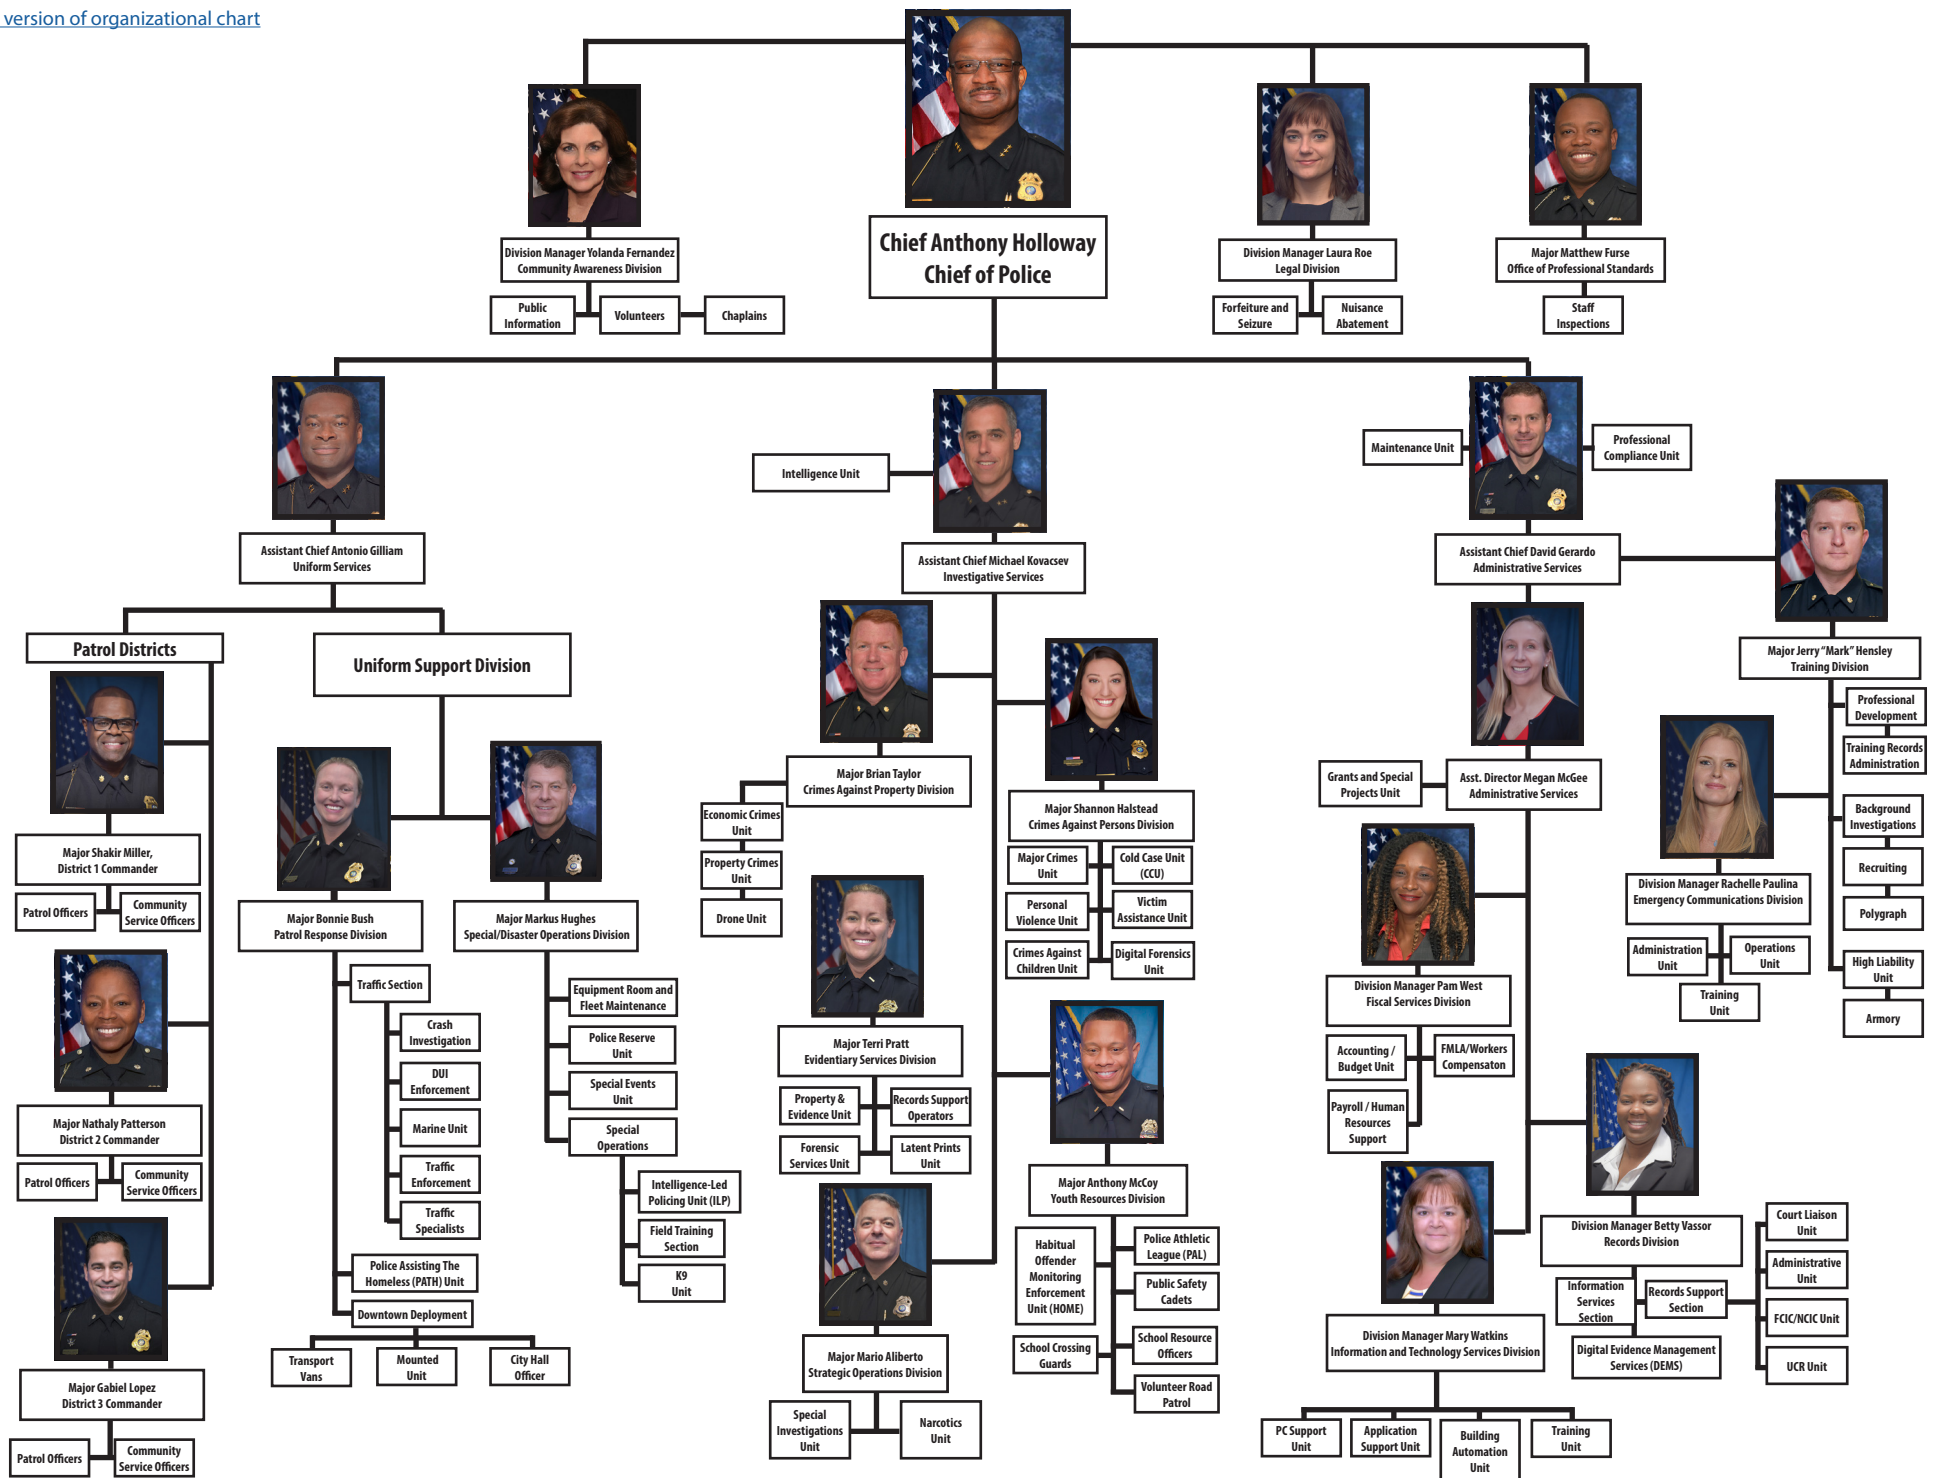 version of organizational chart
Chief Anthony Holloway
Chief of Police
Division Manager Yolanda Fernandez
Community Awareness Division
Public
Information
Volunteers
Chaplains
Division Manager Laura Roe
Legal Division
Forfeiture and
Seizure
Nuisance
Abatement
Major Matthew Furse
Office of Professional Standards
Staff
Inspections
Assistant Chief Antonio Gilliam
Uniform Services
Patrol Districts
Major Shakir Miller,
District 1 Commander
Patrol Officers
Community
Service Officers
Major Nathaly Patterson
District 2 Commander
Patrol Officers
Community
Service Officers
Major Gabiel Lopez
District 3 Commander
Patrol Officers
Community
Service Officers
Uniform Support Division
Major Bonnie Bush
Patrol Response Division
Traffic Section
Crash
Investigation
DUI
Enforcement
Marine Unit
Traffic
Enforcement
Traffic
Specialists
Police Assisting The
Homeless (PATH) Unit
Downtown Deployment
Transport
Vans
Mounted
Unit
City Hall
Officer
Major Markus Hughes
Special/Disaster Operations Division
Equipment Room and
Fleet Maintenance
Police Reserve
Unit
Special Events
Unit
Special
Operations
Intelligence-Led
Policing Unit (ILP)
Field Training
Section
K9
Unit
Intelligence Unit
Assistant Chief Michael Kovacsev
Investigative Services
Major Brian Taylor
Crimes Against Property Division
Economic Crimes
Unit
Property Crimes
Unit
Drone Unit
Major Shannon Halstead
Crimes Against Persons Division
Major Crimes
Unit
Cold Case Unit
(CCU)
Personal
Violence Unit
Victim
Assistance Unit
Crimes Against
Children Unit
Digital Forensics
Unit
Major Terri Pratt
Evidentiary Services Division
Property &
Evidence Unit
Records Support
Operators
Forensic
Services Unit
Latent Prints
Unit
Major Anthony McCoy
Youth Resources Division
Habitual
Offender
Monitoring
Enforcement
Unit (HOME)
Police Athletic
League (PAL)
Public Safety
Cadets
School Crossing
Guards
School Resource
Officers
Volunteer Road
Patrol
Major Mario Aliberto
Strategic Operations Division
Special
Investigations
Unit
Narcotics
Unit
Maintenance Unit
Professional
Compliance Unit
Assistant Chief David Gerardo
Administrative Services
Major Jerry “Mark” Hensley
Training Division
Professional
Development
Training Records
Administration
Background
Investigations
Recruiting
Polygraph
High Liability
Unit
Armory
Grants and Special
Projects Unit
Asst. Director Megan McGee
Administrative Services
Division Manager Rachelle Paulina
Emergency Communications Division
Administration
Unit
Operations
Unit
Training
Unit
Division Manager Pam West
Fiscal Services Division
Accounting /
Budget Unit
FMLA/Workers
Compensaton
Payroll / Human
Resources
Support
Division Manager Betty Vassor
Records Division
Information
Services
Section
Records Support
Section
Digital Evidence Management
Services (DEMS)
Court Liaison
Unit
Administrative
Unit
FCIC/NCIC Unit
UCR Unit
Division Manager Mary Watkins
Information and Technology Services Division
PC Support
Unit
Application
Support Unit
Building
Automation
Unit
Training
Unit